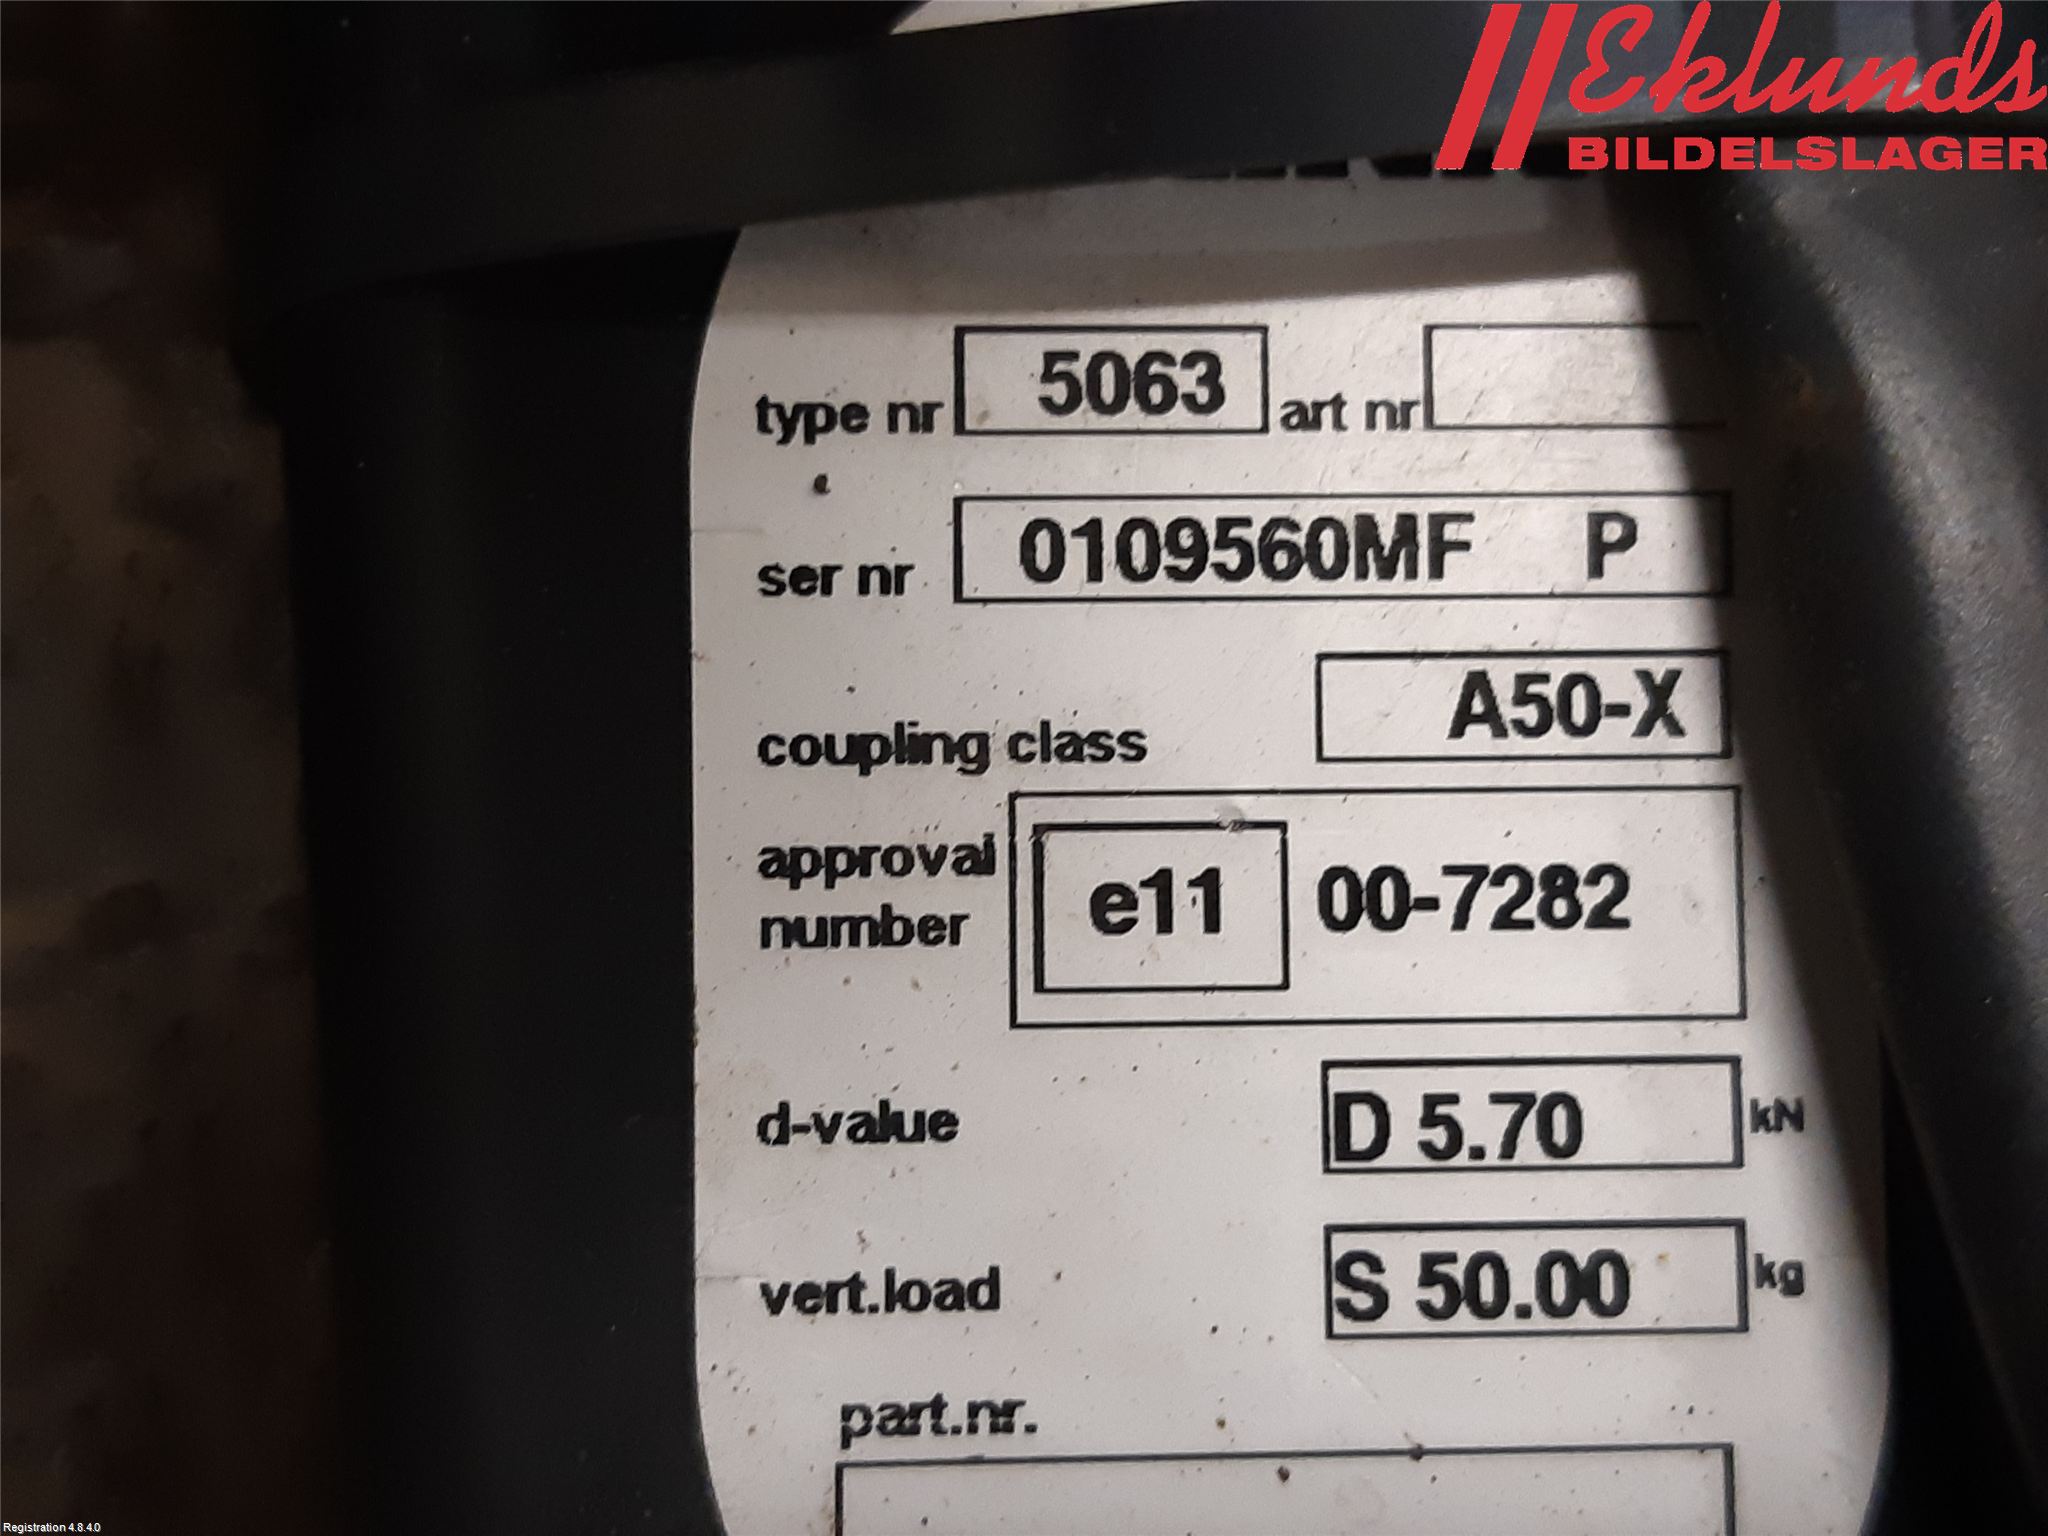 Eklunds
BILDELSLAGER
type nr 5063 art nr
ser nr 0109560MF P
coupling class A50-X
approval number e11 00-7282
d-value D 5.70 kN
vert.load S 50.00 kg
part.nr.
Registration 4.8.4.0